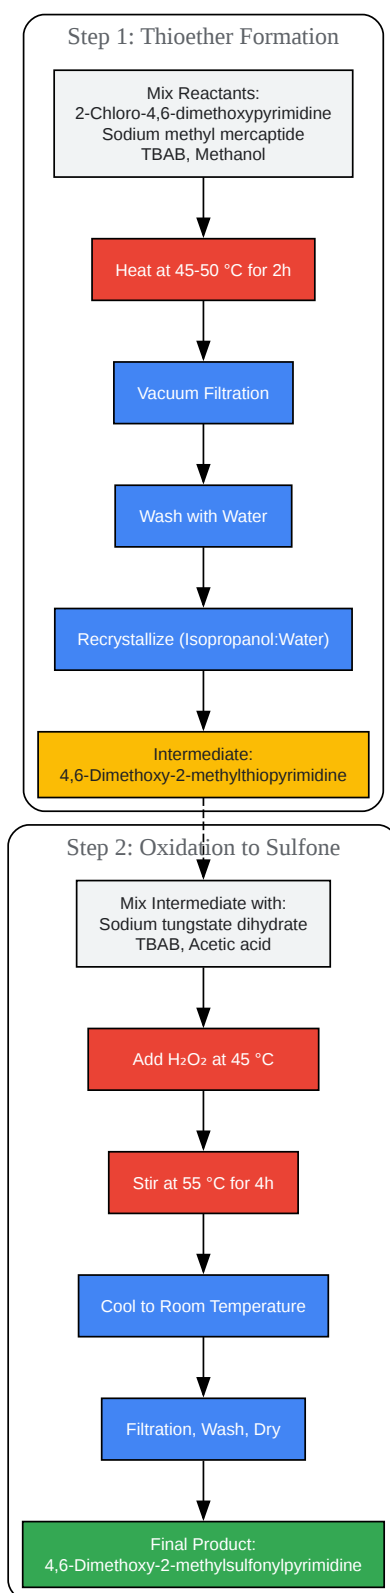 Step 1: Thioether Formation
Mix Reactants:
2-Chloro-4,6-dimethoxypyrimidine
Sodium methyl mercaptide
TBAB, Methanol
Heat at 45-50 °C for 2h
Vacuum Filtration
Wash with Water
Recrystallize (Isopropanol:Water)
Intermediate:
4,6-Dimethoxy-2-methylthiopyrimidine
Step 2: Oxidation to Sulfone
Mix Intermediate with:
Sodium tungstate dihydrate
TBAB, Acetic acid
Add H₂O₂ at 45 °C
Stir at 55 °C for 4h
Cool to Room Temperature
Filtration, Wash, Dry
Final Product:
4,6-Dimethoxy-2-methylsulfonylpyrimidine